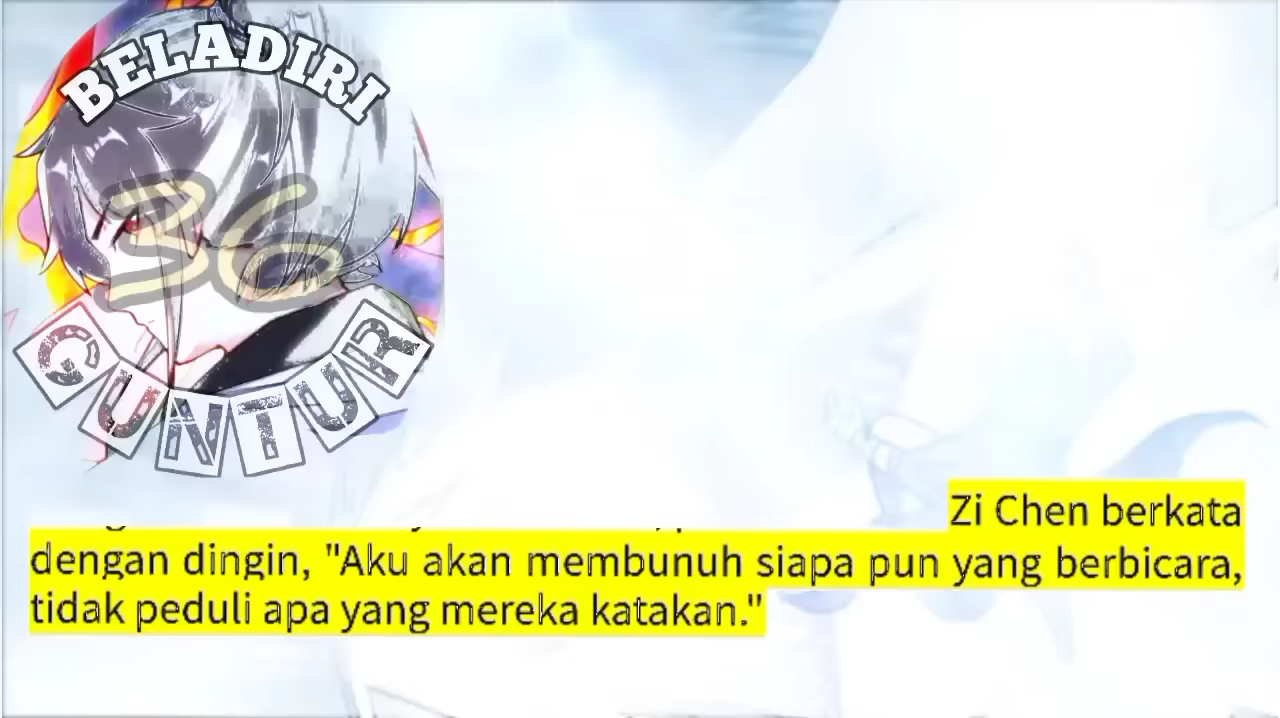 BELADIRI
36
GUNTUR
Zi Chen berkata
dengan dingin, "Aku akan membunuh siapa pun yang berbicara,
tidak peduli apa yang mereka katakan."